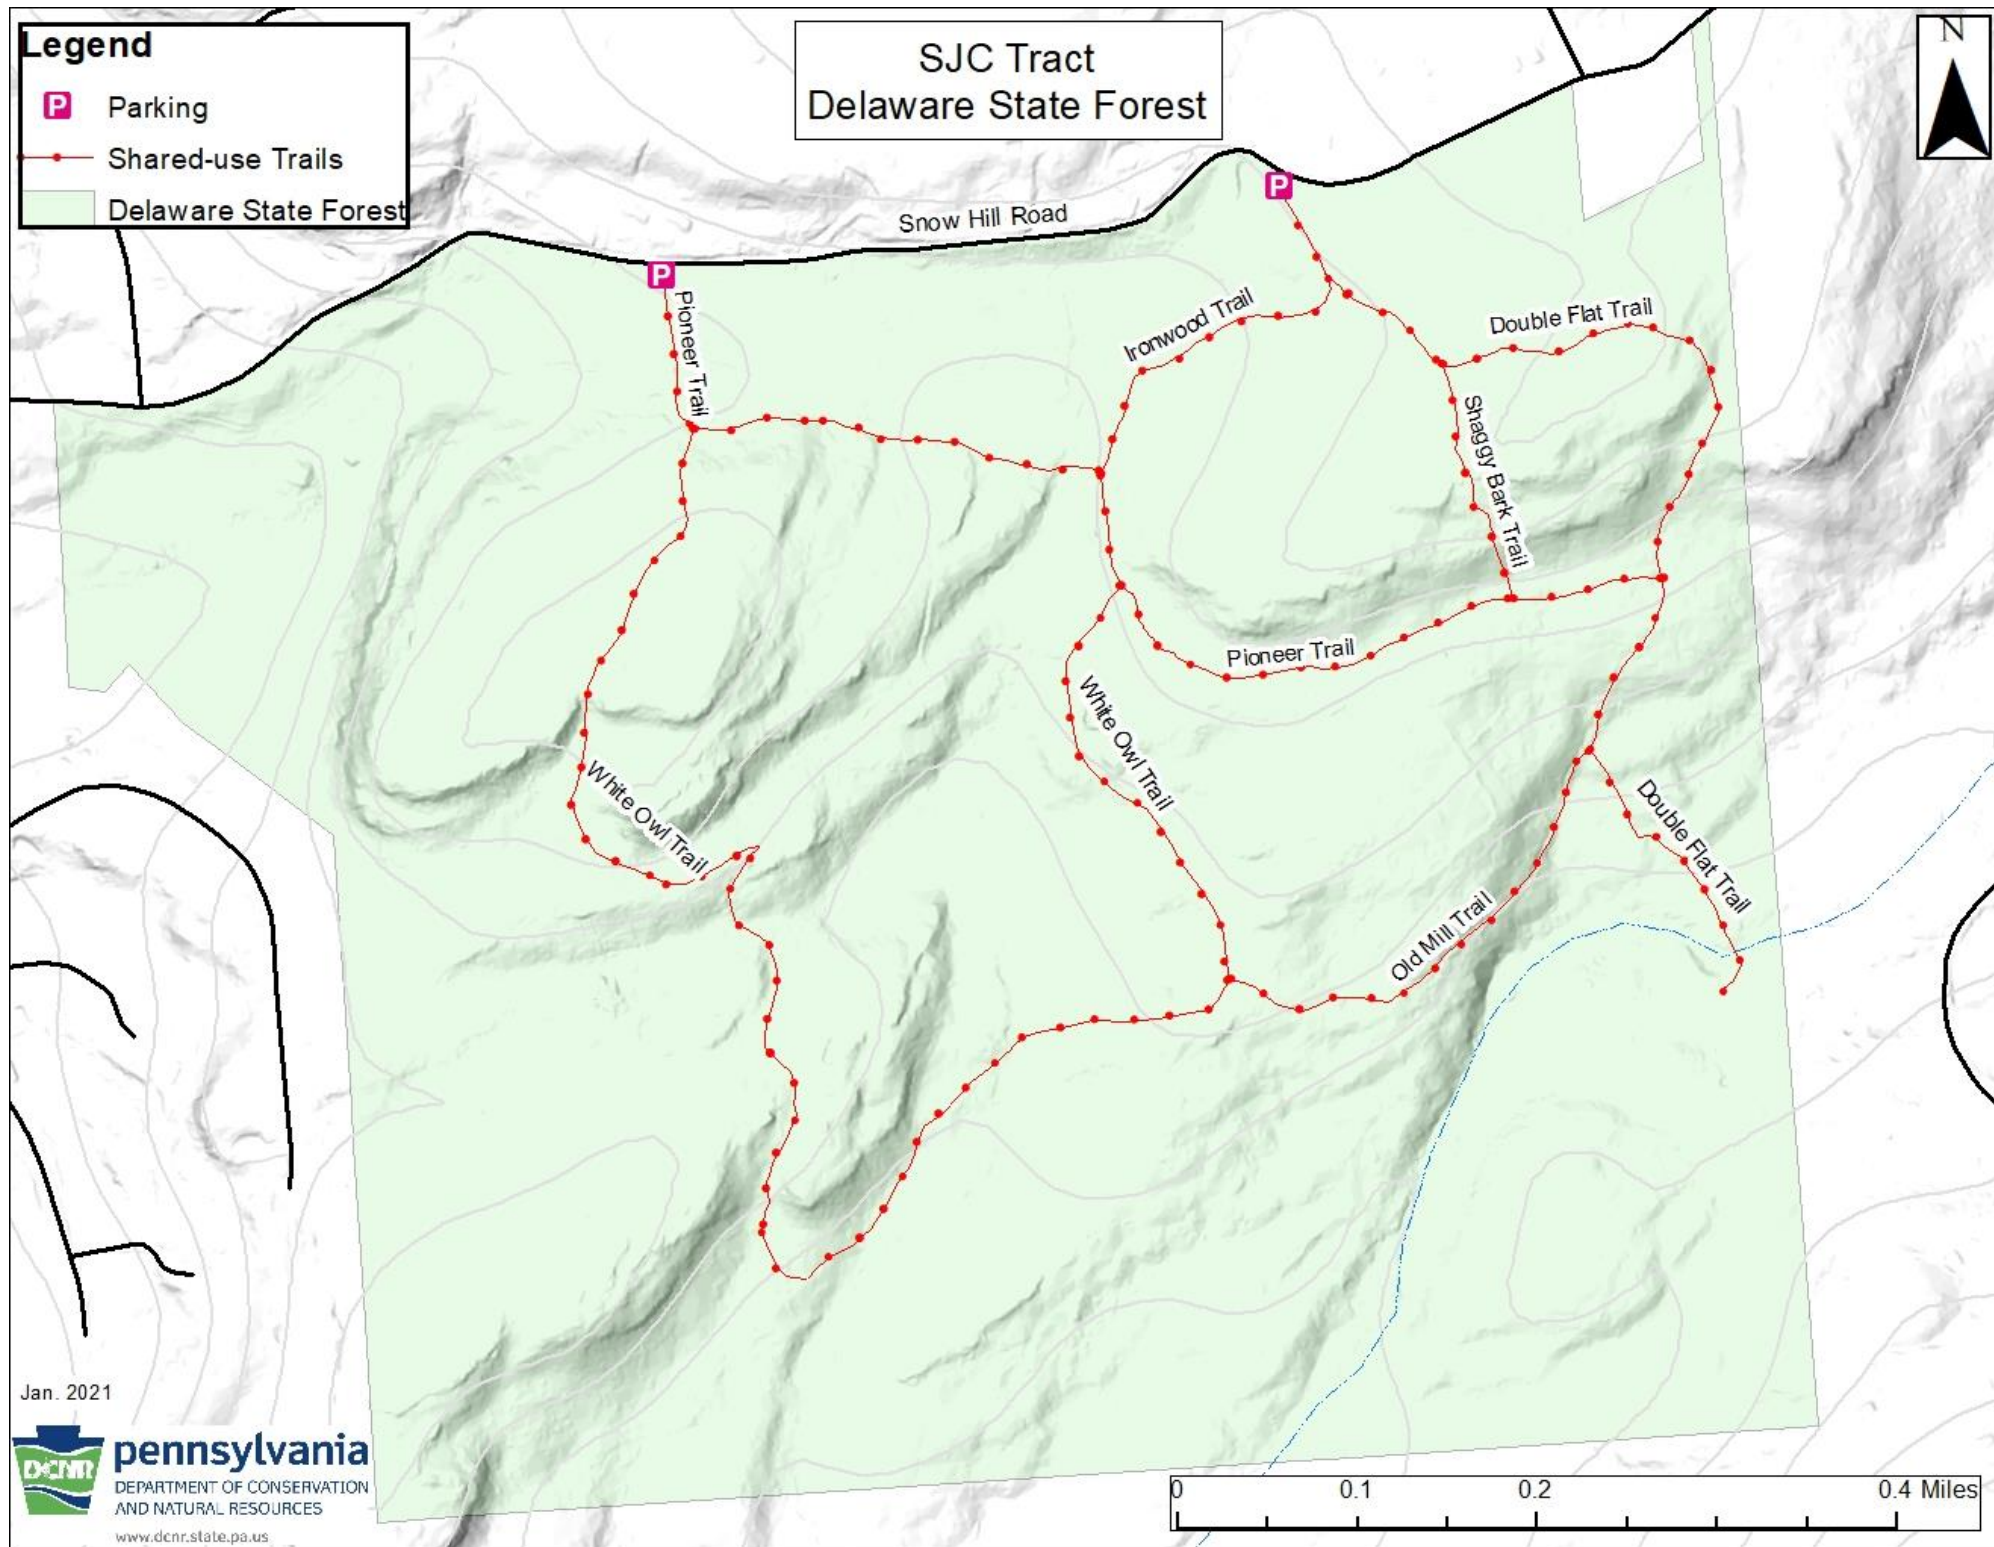 Legend
P Parking
Shared-use Trails
Delaware State Forest
SJC Tract
Delaware State Forest
N
Snow Hill Road
P
P
Pioneer Trail
Ironwood Trail
Double Flat Trail
Shaggy Bark Trail
Pioneer Trail
White Owl Trail
White Owl Trail
Double Flat Trail
Old Mill Trail
Jan. 2021
DCNR
pennsylvania
DEPARTMENT OF CONSERVATION
AND NATURAL RESOURCES
www.dcnr.state.pa.us
0 0.1 0.2 0.4 Miles